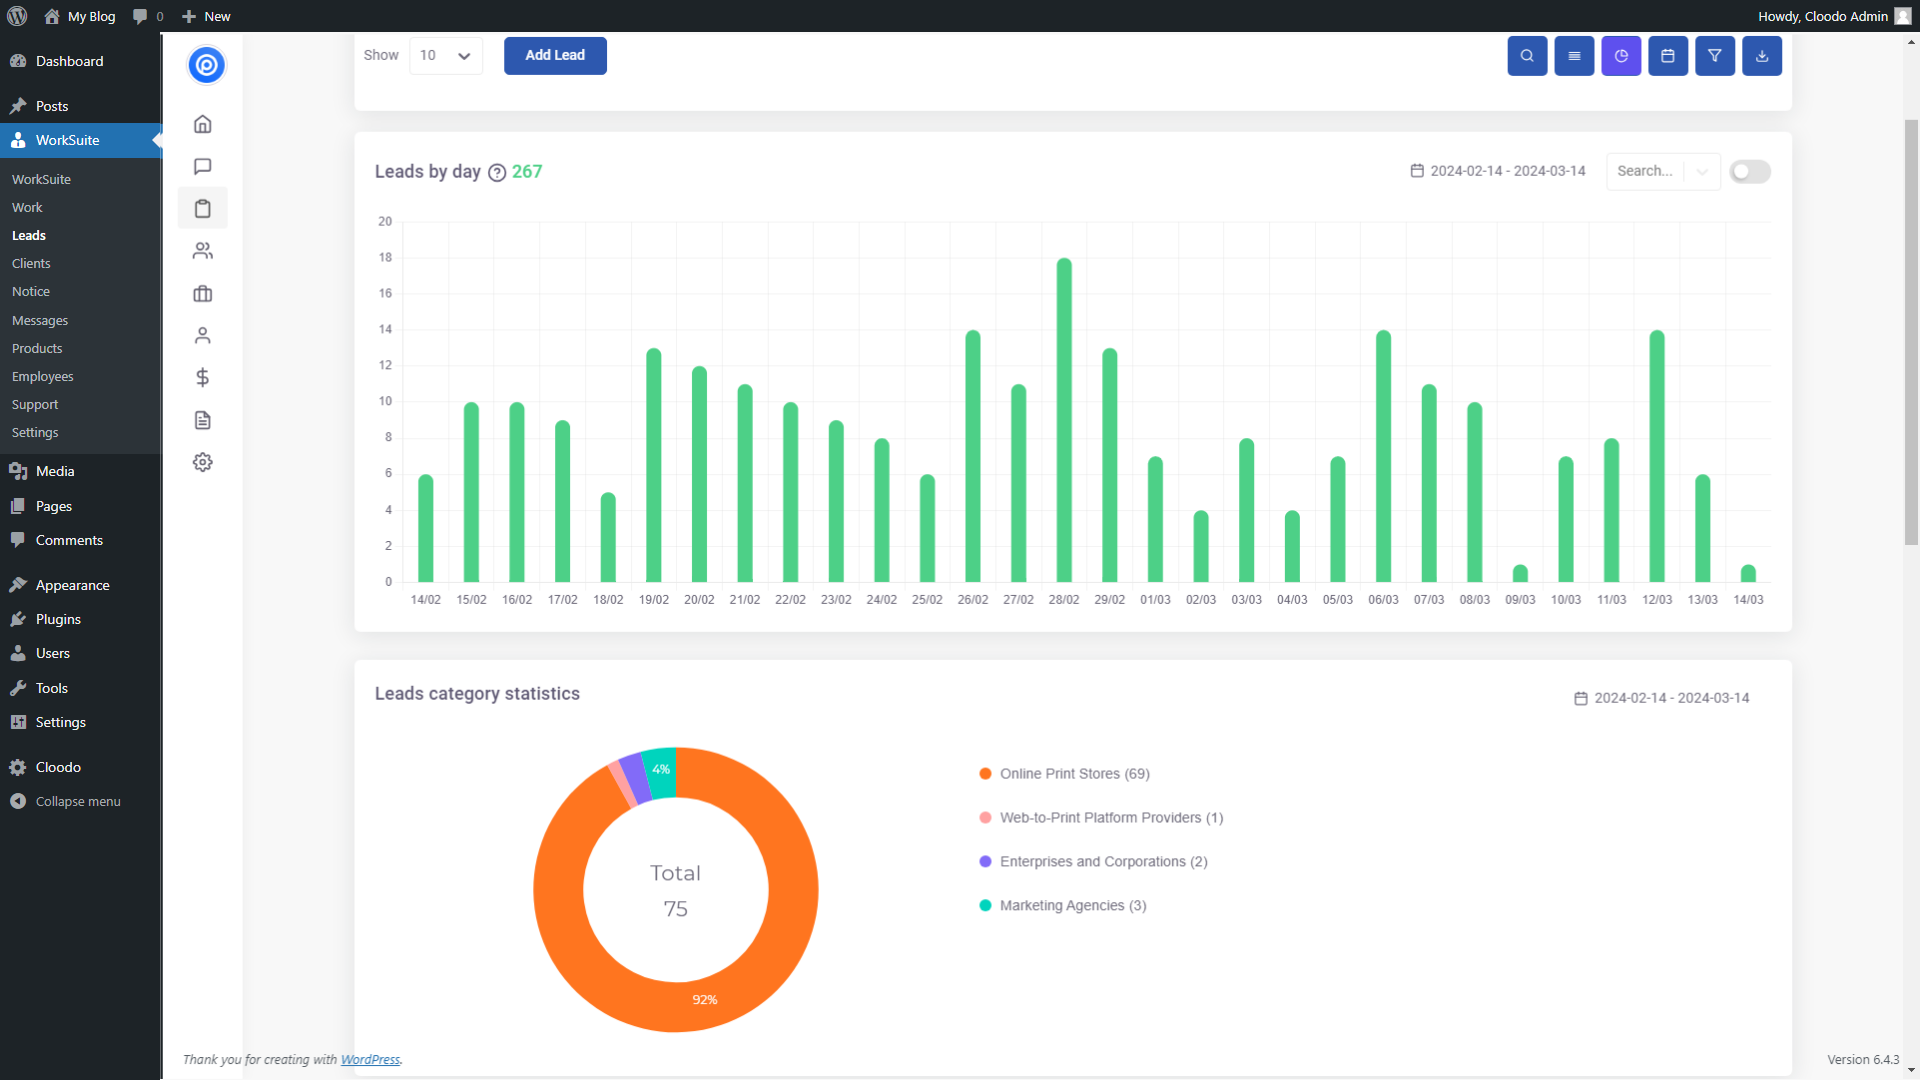 My Blog 0 New Howdy, Cloodo Admin
Dashboard
Posts
WorkSuite
WorkSuite
Work
Leads
Clients
Notice
Messages
Products
Employees
Support
Settings
Media
Pages
Comments
Appearance
Plugins
Users
Tools
Settings
Cloodo
Collapse menu
Show 10 Add Lead
Leads by day 267 2024-02-14 - 2024-03-14 Search...
20
18
16
14
12
10
8
6
4
2
0
14/02 15/02 16/02 17/02 18/02 19/02 20/02 21/02 22/02 23/02 24/02 25/02 26/02 27/02 28/02 29/02 01/03 02/03 03/03 04/03 05/03 06/03 07/03 08/03 09/03 10/03 11/03 12/03 13/03 14/03
Leads category statistics 2024-02-14 - 2024-03-14
4%
Total
75
92%
Online Print Stores (69)
Web-to-Print Platform Providers (1)
Enterprises and Corporations (2)
Marketing Agencies (3)
Thank you for creating with WordPress. Version 6.4.3